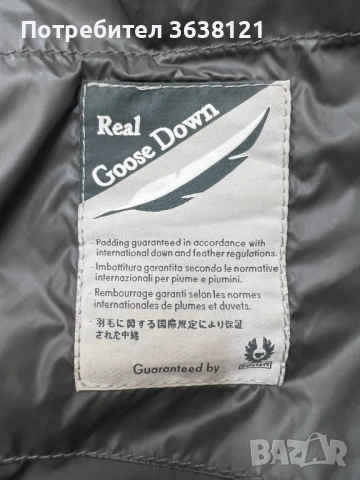 Потребител 3638121
Real
Goose Down
- Padding guaranteed in accordance with
international down and feather regulations.
- Imbottitura garantita secondo le normative
internazionali per piume e piumini.
- Rembourrage garanti selon les normes
internationales de plumes et duvets.
- 羽毛に関する国際規定により保証
された中綿
Guaranteed by
BAZAR